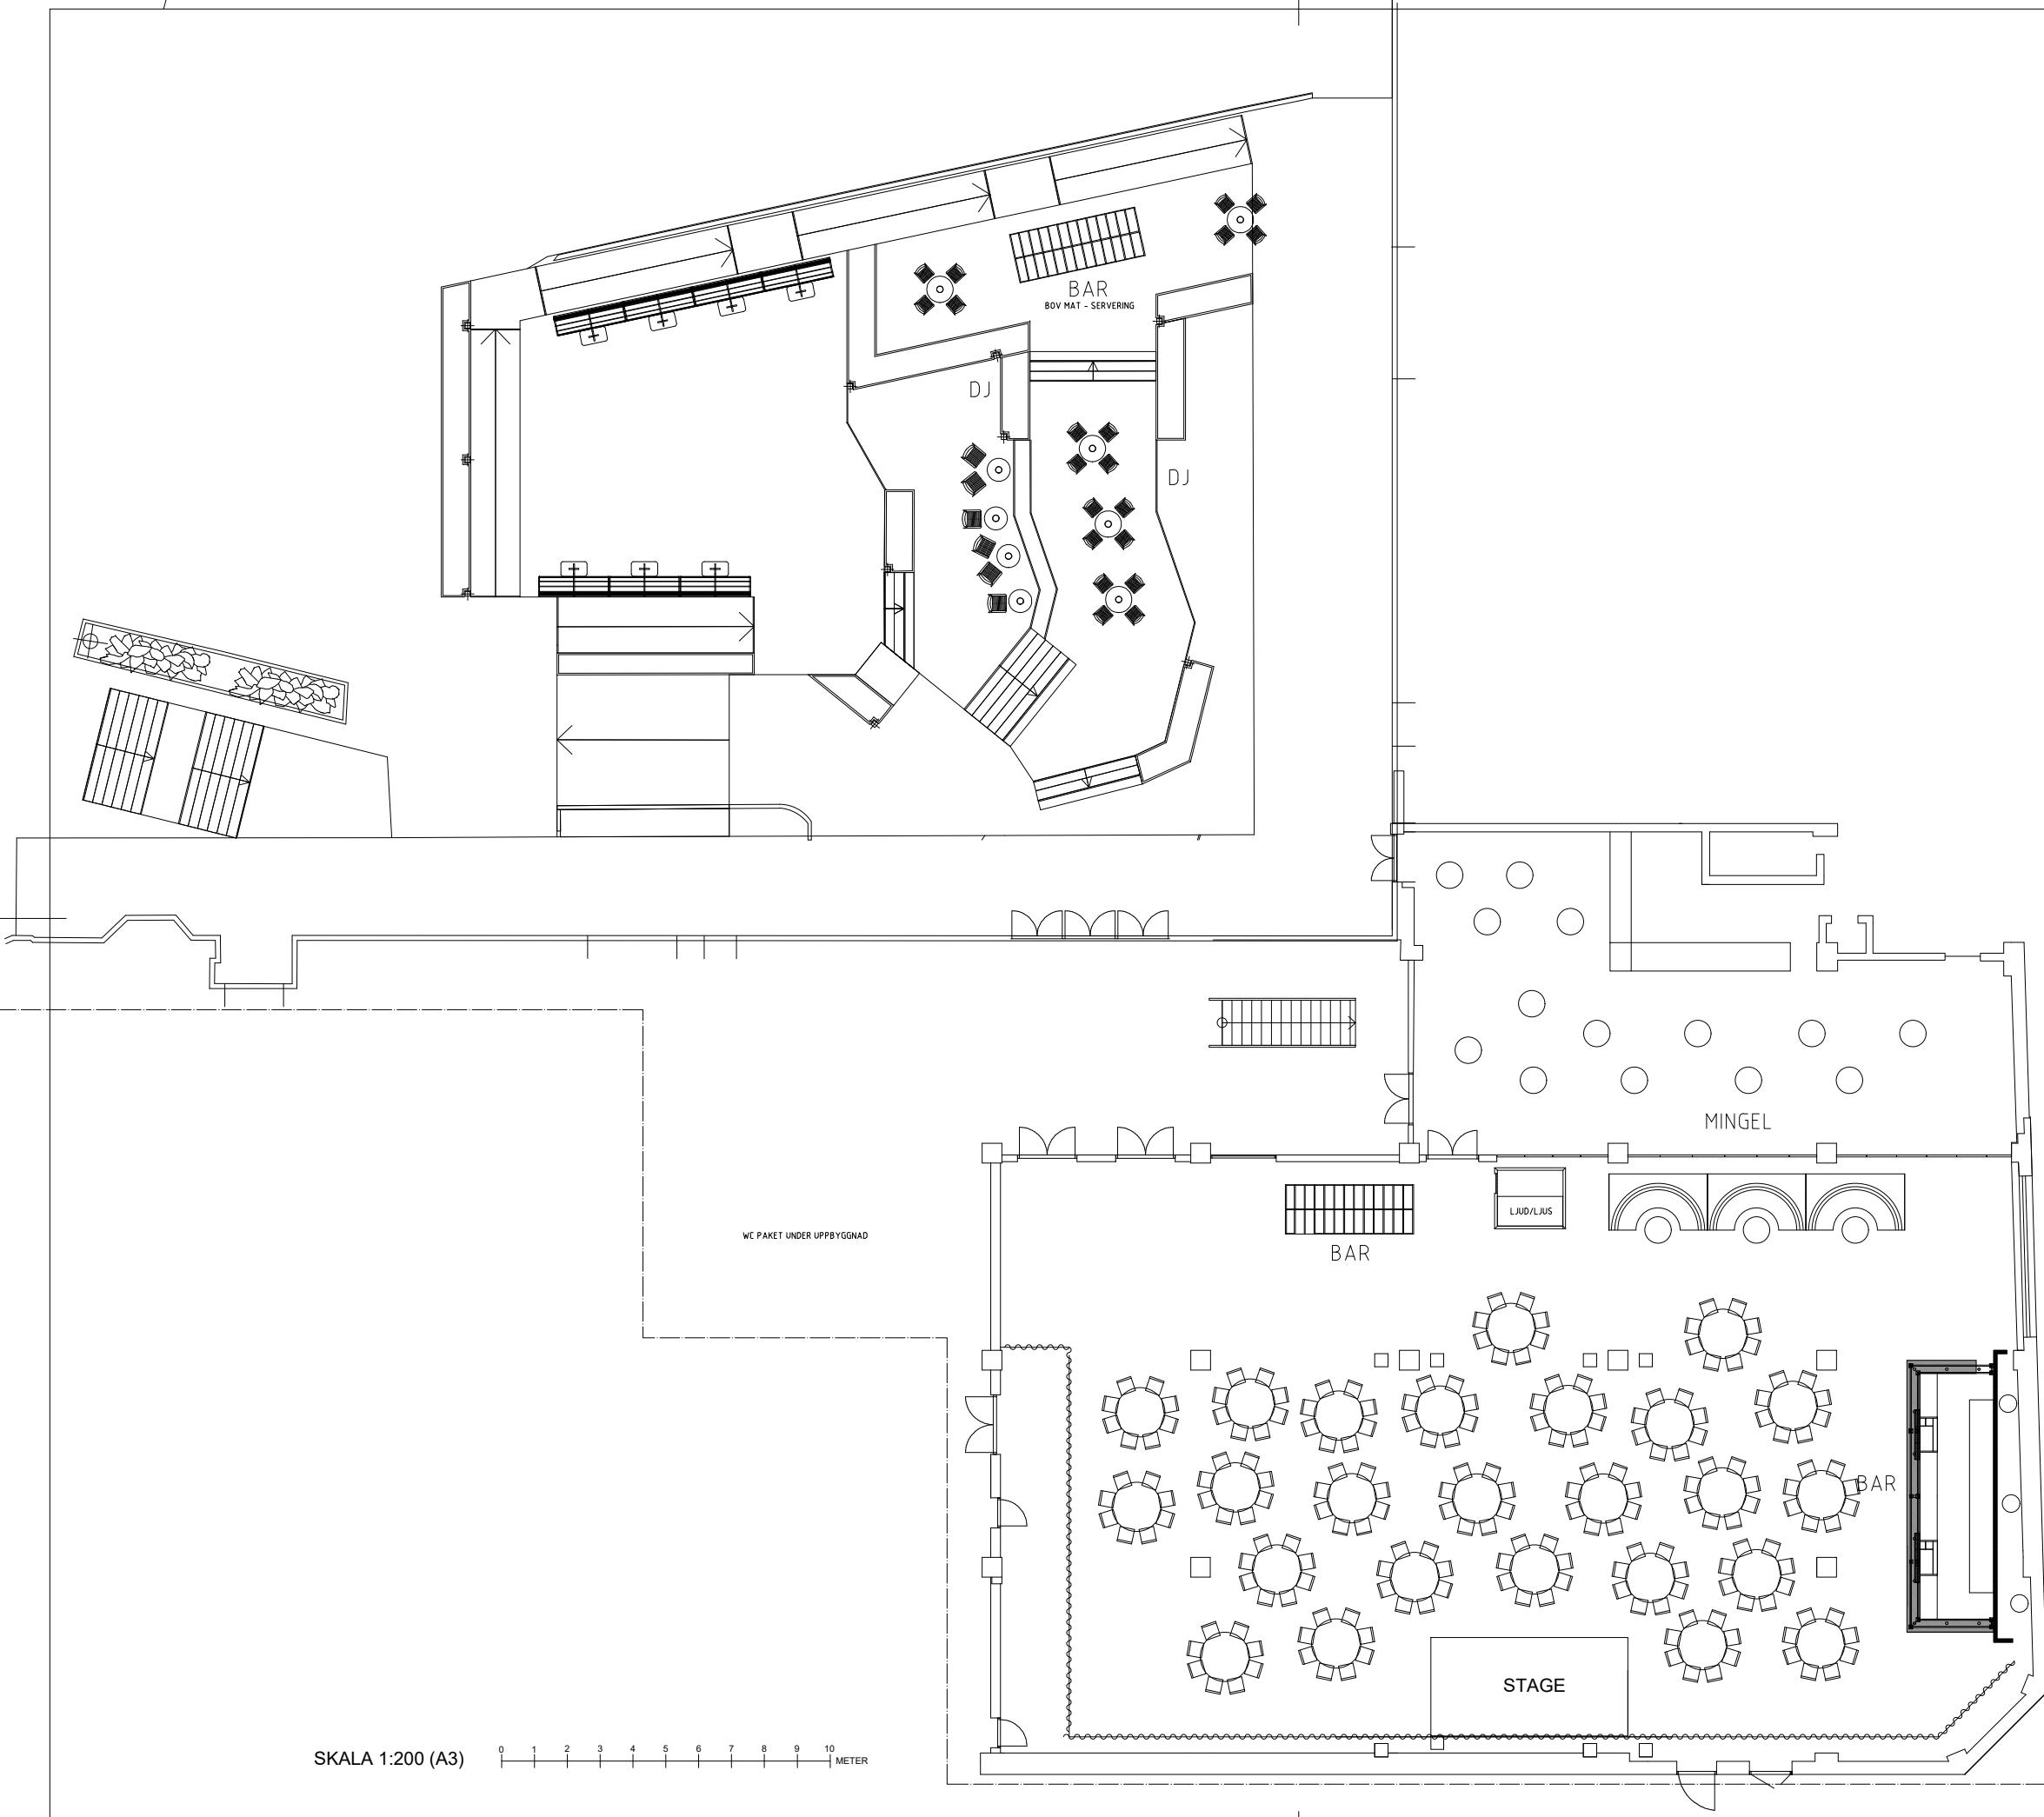 BAR
BOV MAT - SERVERING
DJ
DJ
MINGEL
LJUD/LJUS
WC PAKET UNDER UPPBYGGNAD
BAR
BAR
STAGE
SKALA 1:200 (A3)
0 1 2 3 4 5 6 7 8 9 10 METER